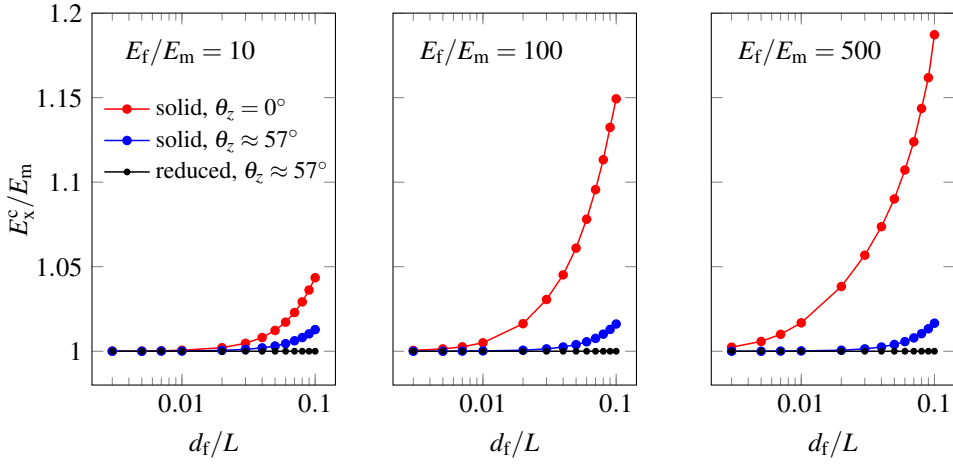 1.2
1.15
1.1
1.05
1
E_x^c/E_m
E_f/E_m = 10
solid, θ_z = 0°
solid, θ_z ≈ 57°
reduced, θ_z ≈ 57°
0.01 0.1
d_f/L
E_f/E_m = 100
0.01 0.1
d_f/L
E_f/E_m = 500
0.01 0.1
d_f/L